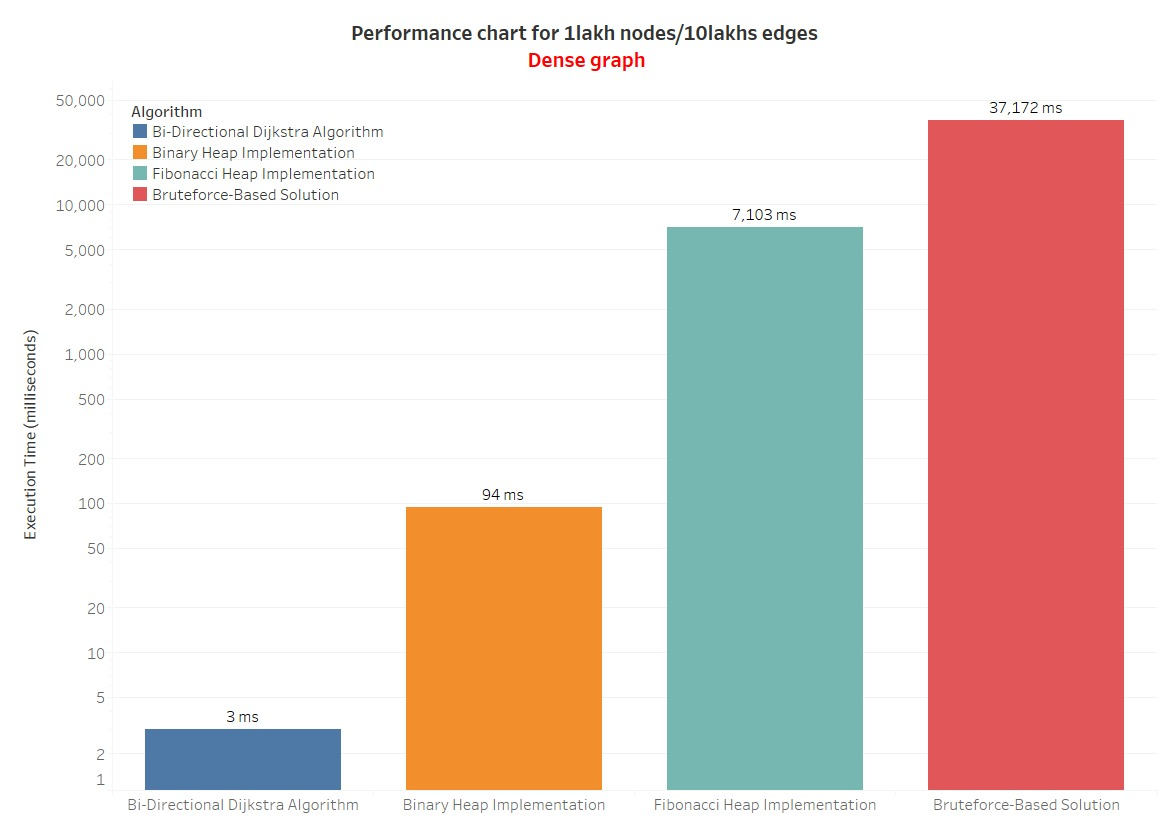 Performance chart for 1lakh nodes/10lakhs edges
Dense graph
Algorithm
Bi-Directional Dijkstra Algorithm
Binary Heap Implementation
Fibonacci Heap Implementation
Bruteforce-Based Solution
Execution Time (milliseconds)
50,000
20,000
10,000
5,000
2,000
1,000
500
200
100
50
20
10
5
2
1
3 ms
94 ms
7,103 ms
37,172 ms
Bi-Directional Dijkstra Algorithm
Binary Heap Implementation
Fibonacci Heap Implementation
Bruteforce-Based Solution